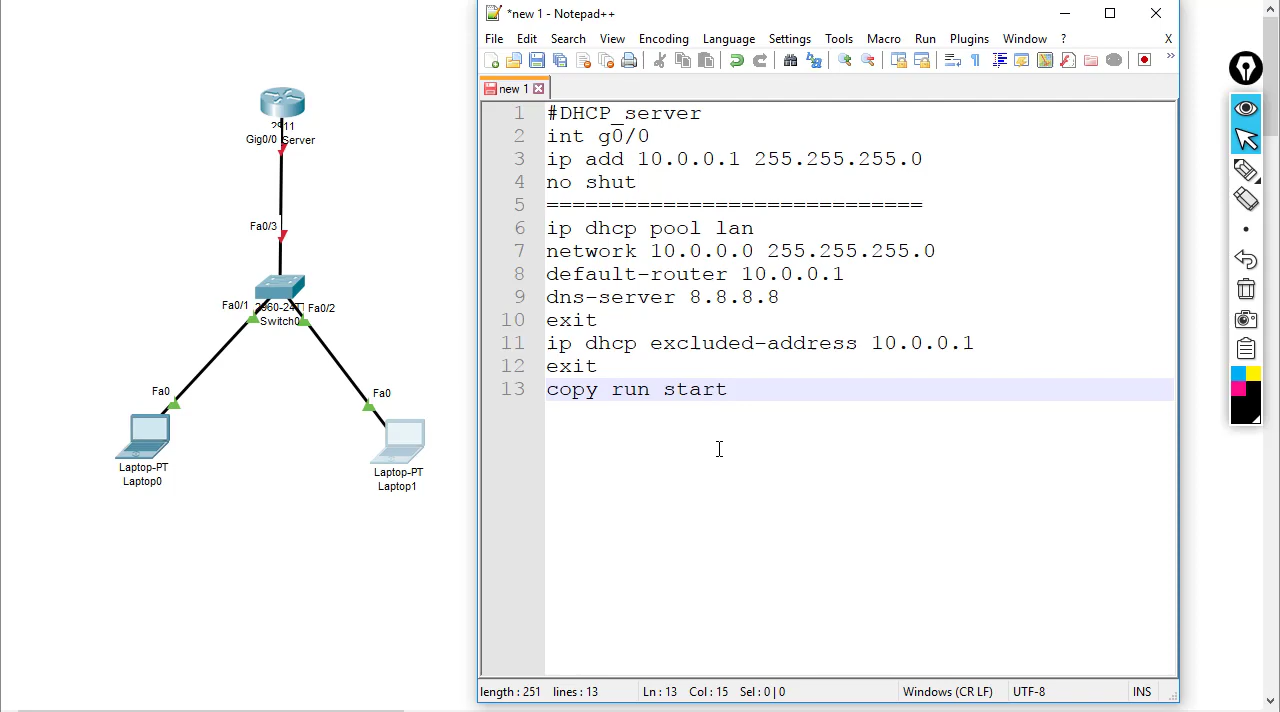 *new 1 - Notepad++
File Edit Search View Encoding Language Settings Tools Macro Run Plugins Window ? X
new 1
1 #DHCP_server
2 int g0/0
3 ip add 10.0.0.1 255.255.255.0
4 no shut
5 =============================
6 ip dhcp pool lan
7 network 10.0.0.0 255.255.255.0
8 default-router 10.0.0.1
9 dns-server 8.8.8.8
10 exit
11 ip dhcp excluded-address 10.0.0.1
12 exit
13 copy run start
length : 251 lines : 13 Ln : 13 Col : 15 Sel : 0 | 0 Windows (CR LF) UTF-8 INS
2911
Gig0/0 Server
Fa0/3
Fa0/1 Fa0/2
Switch0
Fa0 Fa0
Laptop-PT
Laptop0
Laptop-PT
Laptop1